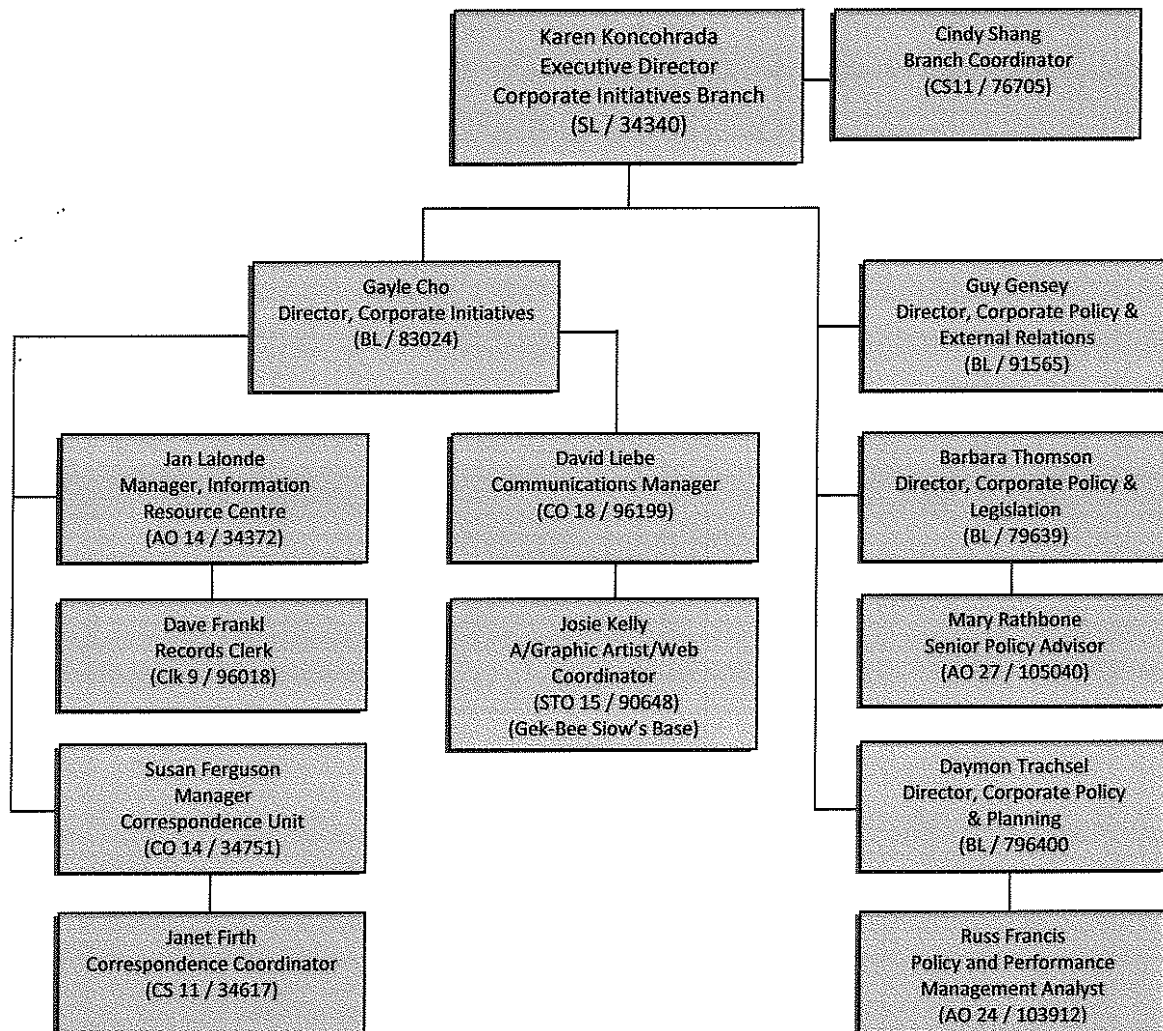 Karen Koncohrada
Executive Director
Corporate Initiatives Branch
(SL / 34340)
Cindy Shang
Branch Coordinator
(CS11 / 76705)
Gayle Cho
Director, Corporate Initiatives
(BL / 83024)
Guy Gensey
Director, Corporate Policy &
External Relations
(BL / 91565)
Jan Lalonde
Manager, Information
Resource Centre
(AO 14 / 34372)
David Liebe
Communications Manager
(CO 18 / 96199)
Barbara Thomson
Director, Corporate Policy &
Legislation
(BL / 79639)
Dave Frankl
Records Clerk
(Clk 9 / 96018)
Josie Kelly
A/Graphic Artist/Web
Coordinator
(STO 15 / 90648)
(Gek-Bee Siow's Base)
Mary Rathbone
Senior Policy Advisor
(AO 27 / 105040)
Susan Ferguson
Manager
Correspondence Unit
(CO 14 / 34751)
Daymon Trachsel
Director, Corporate Policy
& Planning
(BL / 796400
Janet Firth
Correspondence Coordinator
(CS 11 / 34617)
Russ Francis
Policy and Performance
Management Analyst
(AO 24 / 103912)